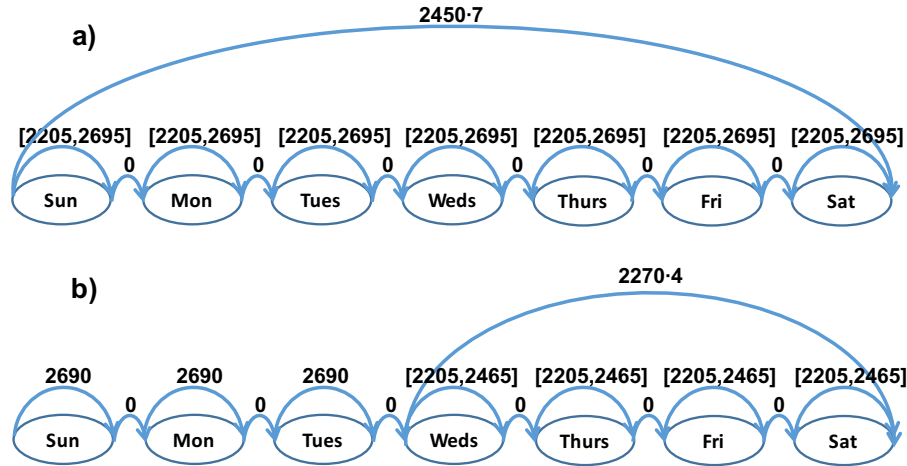 2450·7
a)
[2205,2695] [2205,2695] [2205,2695] [2205,2695] [2205,2695] [2205,2695] [2205,2695]
0 0 0 0 0 0
Sun Mon Tues Weds Thurs Fri Sat
2270·4
b)
2690 2690 2690 [2205,2465] [2205,2465] [2205,2465] [2205,2465]
0 0 0 0 0 0
Sun Mon Tues Weds Thurs Fri Sat